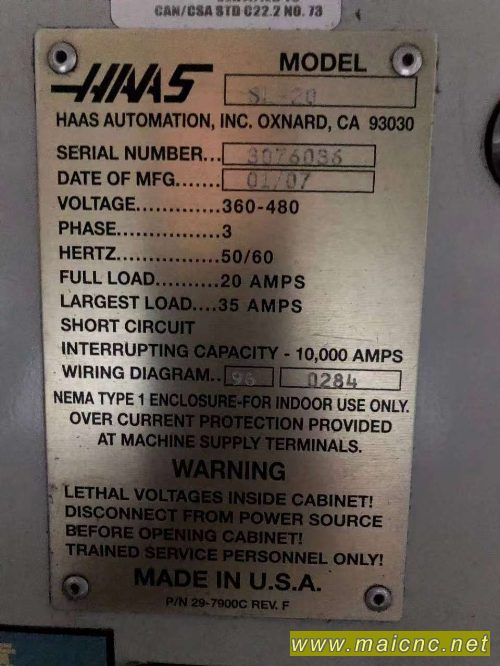 CAN/CSA STD C22.2 NO. 73
HAAS
MODEL
SL-20
HAAS AUTOMATION, INC. OXNARD, CA 93030
SERIAL NUMBER... 3076036
DATE OF MFG....... 01/07
VOLTAGE.............360-480
PHASE................3
HERTZ................50/60
FULL LOAD..........20 AMPS
LARGEST LOAD....35 AMPS
SHORT CIRCUIT
INTERRUPTING CAPACITY - 10,000 AMPS
WIRING DIAGRAM.. 96 0284
NEMA TYPE 1 ENCLOSURE-FOR INDOOR USE ONLY.
OVER CURRENT PROTECTION PROVIDED
AT MACHINE SUPPLY TERMINALS.
WARNING
LETHAL VOLTAGES INSIDE CABINET!
DISCONNECT FROM POWER SOURCE
BEFORE OPENING CABINET!
TRAINED SERVICE PERSONNEL ONLY!
MADE IN U.S.A.
P/N 29-7900C REV. F
www.maicnc.net